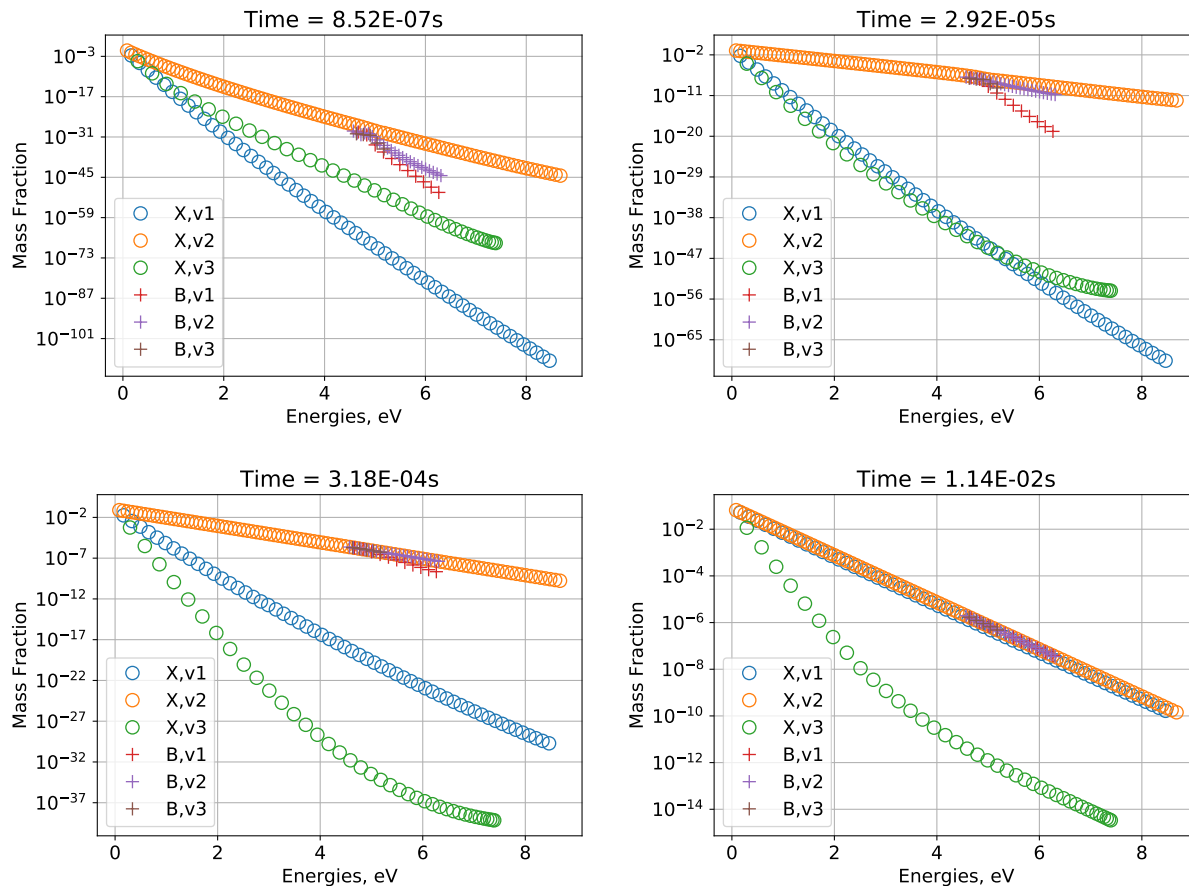 Time = 8.52E-07s
Mass Fraction
10⁻³
10⁻¹⁷
10⁻³¹
10⁻⁴⁵
10⁻⁵⁹
10⁻⁷³
10⁻⁸⁷
10⁻¹⁰¹
X,v1
X,v2
X,v3
B,v1
B,v2
B,v3
0 2 4 6 8
Energies, eV
Time = 2.92E-05s
Mass Fraction
10⁻²
10⁻¹¹
10⁻²⁰
10⁻²⁹
10⁻³⁸
10⁻⁴⁷
10⁻⁵⁶
10⁻⁶⁵
X,v1
X,v2
X,v3
B,v1
B,v2
B,v3
0 2 4 6 8
Energies, eV
Time = 3.18E-04s
Mass Fraction
10⁻²
10⁻⁷
10⁻¹²
10⁻¹⁷
10⁻²²
10⁻²⁷
10⁻³²
10⁻³⁷
X,v1
X,v2
X,v3
B,v1
B,v2
B,v3
0 2 4 6 8
Energies, eV
Time = 1.14E-02s
Mass Fraction
10⁻²
10⁻⁴
10⁻⁶
10⁻⁸
10⁻¹⁰
10⁻¹²
10⁻¹⁴
X,v1
X,v2
X,v3
B,v1
B,v2
B,v3
0 2 4 6 8
Energies, eV